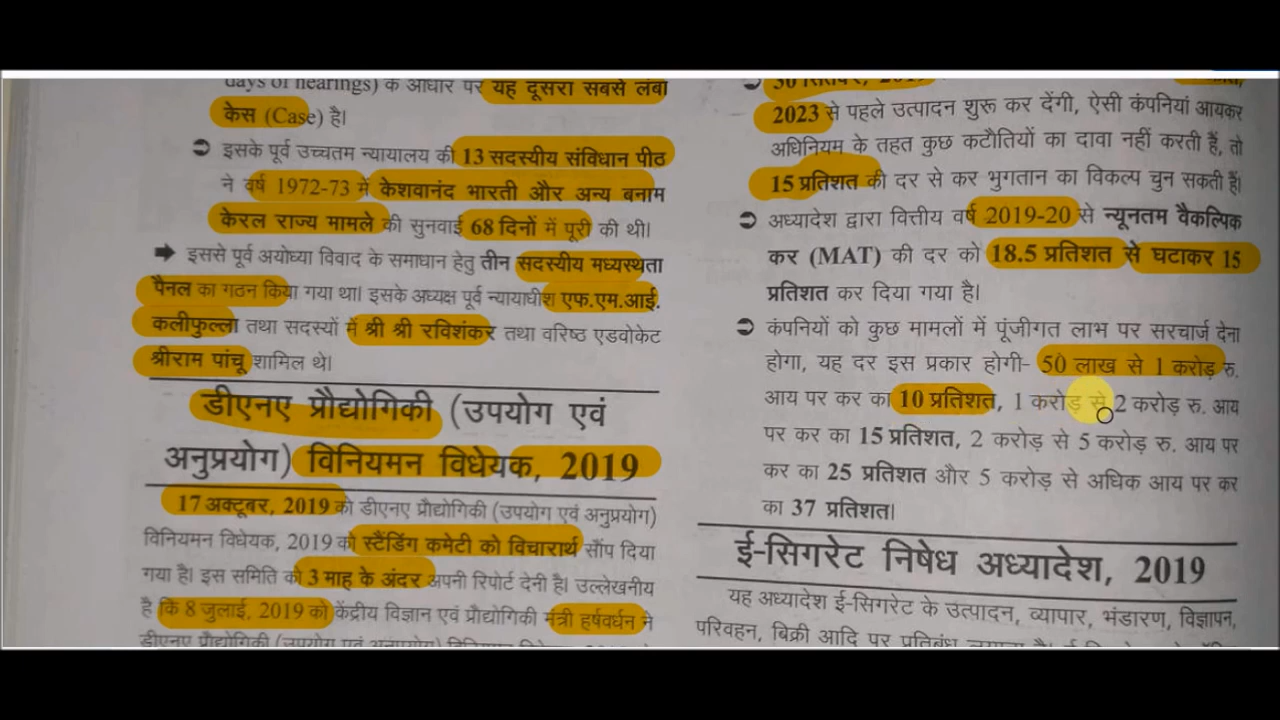 days of hearings) के आधार पर यह दूसरा सबसे लंबा
केस (Case) है।
इसके पूर्व उच्चतम न्यायालय की 13 सदस्यीय संविधान पीठ
ने वर्ष 1972-73 में केशवानंद भारती और अन्य बनाम
केरल राज्य मामले की सुनवाई 68 दिनों में पूरी की थी।
इससे पूर्व अयोध्या विवाद के समाधान हेतु तीन सदस्यीय मध्यस्थता
पैनल का गठन किया गया था। इसके अध्यक्ष पूर्व न्यायाधीश एफ.एम.आई.
कलीफुल्ला तथा सदस्यों में श्री श्री रविशंकर तथा वरिष्ठ एडवोकेट
श्रीराम पांचू शामिल थे।
डीएनए प्रौद्योगिकी (उपयोग एवं
अनुप्रयोग) विनियमन विधेयक, 2019
17 अक्टूबर, 2019 को डीएनए प्रौद्योगिकी (उपयोग एवं अनुप्रयोग)
विनियमन विधेयक, 2019 को स्टैंडिंग कमेटी को विचारार्थ सौंप दिया
गया है। इस समिति को 3 माह के अंदर अपनी रिपोर्ट देनी है। उल्लेखनीय
है कि 8 जुलाई, 2019 को केंद्रीय विज्ञान एवं प्रौद्योगिकी मंत्री हर्षवर्धन ने
डीएनए प्रौद्योगिकी (उपयोग एवं अनुप्रयोग)
2023 से पहले उत्पादन शुरू कर देंगी, ऐसी कंपनियां आयकर
अधिनियम के तहत कुछ कटौतियों का दावा नहीं करती हैं, तो
15 प्रतिशत की दर से कर भुगतान का विकल्प चुन सकती हैं।
अध्यादेश द्वारा वित्तीय वर्ष 2019-20 से न्यूनतम वैकल्पिक
कर (MAT) की दर को 18.5 प्रतिशत से घटाकर 15
प्रतिशत कर दिया गया है।
कंपनियों को कुछ मामलों में पूंजीगत लाभ पर सरचार्ज देना
होगा, यह दर इस प्रकार होगी- 50 लाख से 1 करोड़ रु.
आय पर कर का 10 प्रतिशत, 1 करोड़ से 2 करोड़ रु. आय
पर कर का 15 प्रतिशत, 2 करोड़ से 5 करोड़ रु. आय पर
कर का 25 प्रतिशत और 5 करोड़ से अधिक आय पर कर
का 37 प्रतिशत।
ई-सिगरेट निषेध अध्यादेश, 2019
यह अध्यादेश ई-सिगरेट के उत्पादन, व्यापार, भंडारण, विज्ञापन,
परिवहन, बिक्री आदि पर प्रतिबंध